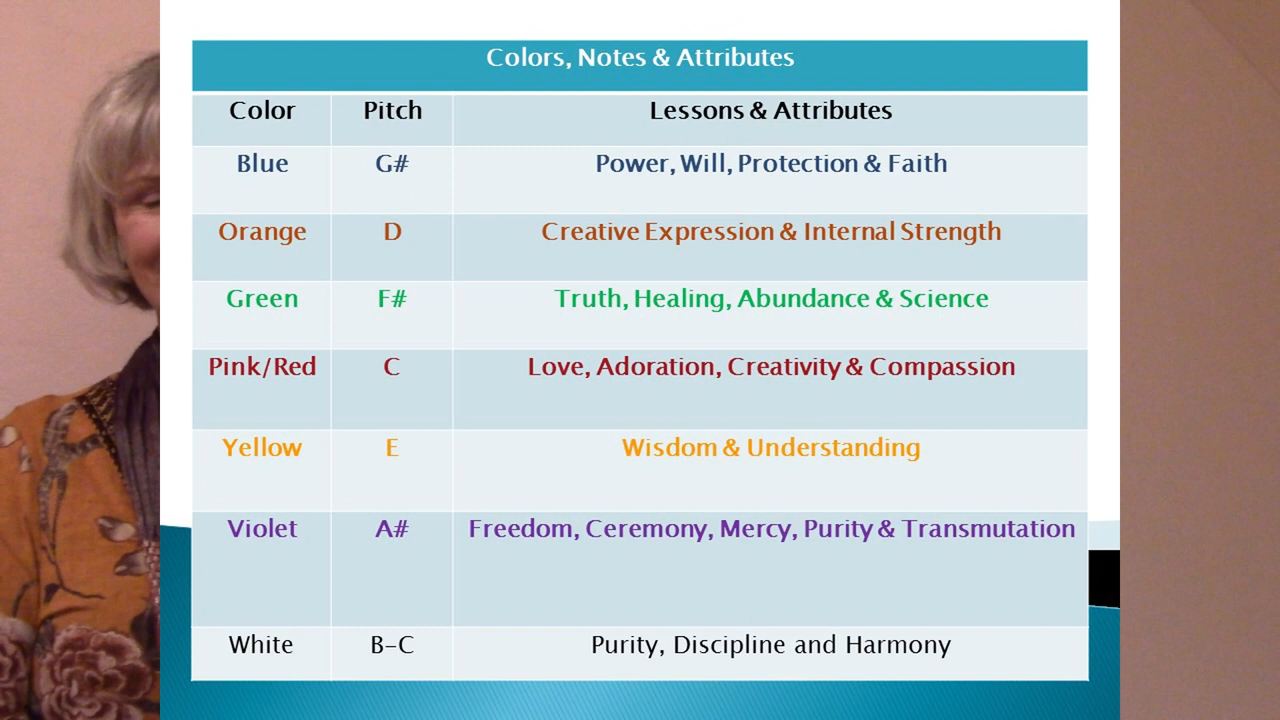 Colors, Notes & Attributes
Color Pitch Lessons & Attributes
Blue G# Power, Will, Protection & Faith
Orange D Creative Expression & Internal Strength
Green F# Truth, Healing, Abundance & Science
Pink/Red C Love, Adoration, Creativity & Compassion
Yellow E Wisdom & Understanding
Violet A# Freedom, Ceremony, Mercy, Purity & Transmutation
White B-C Purity, Discipline and Harmony